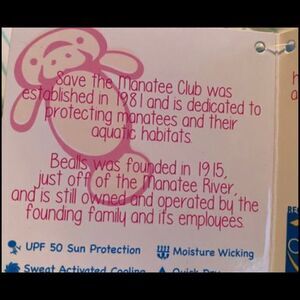 Save the Manatee Club was
established in 1981 and is dedicated to
protecting manatees and their
aquatic habitats.
Bealls was founded in 1915,
just off of the Manatee River,
and is still owned and operated by the
founding family and its employees.
UPF 50 Sun Protection
Moisture Wicking
Sweat Activated Cooling
Quick Dry